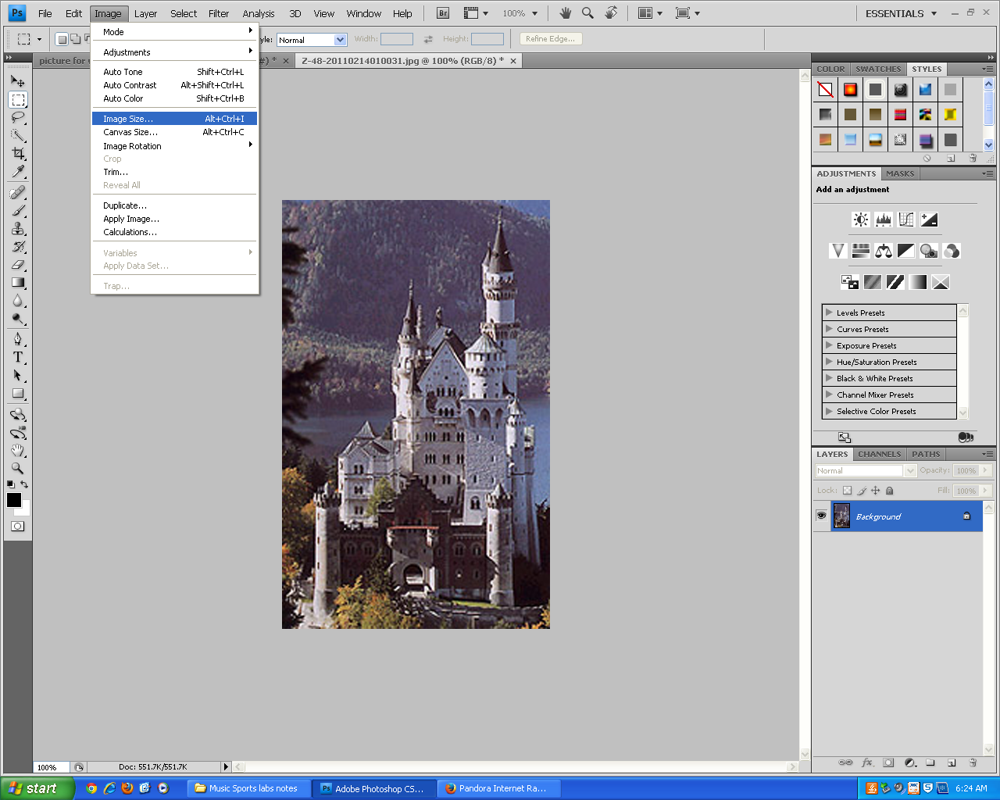 Ps File Edit Image Layer Select Filter Analysis 3D View Window Help Br 100% ESSENTIALS
Normal Width: Height: Refine Edge...
picture for
#) * × Z-48-20110214010031.jpg @ 100% (RGB/8) * ×
Mode
Adjustments
Auto Tone Shift+Ctrl+L
Auto Contrast Alt+Shift+Ctrl+L
Auto Color Shift+Ctrl+B
Image Size... Alt+Ctrl+I
Canvas Size... Alt+Ctrl+C
Image Rotation
Crop
Trim...
Reveal All
Duplicate...
Apply Image...
Calculations...
Variables
Apply Data Set...
Trap...
COLOR SWATCHES STYLES
ADJUSTMENTS MASKS
Add an adjustment
Levels Presets
Curves Presets
Exposure Presets
Hue/Saturation Presets
Black & White Presets
Channel Mixer Presets
Selective Color Presets
LAYERS CHANNELS PATHS
Normal Opacity: 100%
Lock: Fill: 100%
Background
100% Doc: 551.7K/551.7K
start Music Sports labs notes Ps Adobe Photoshop CS... Pandora Internet Ra... 6:24 AM